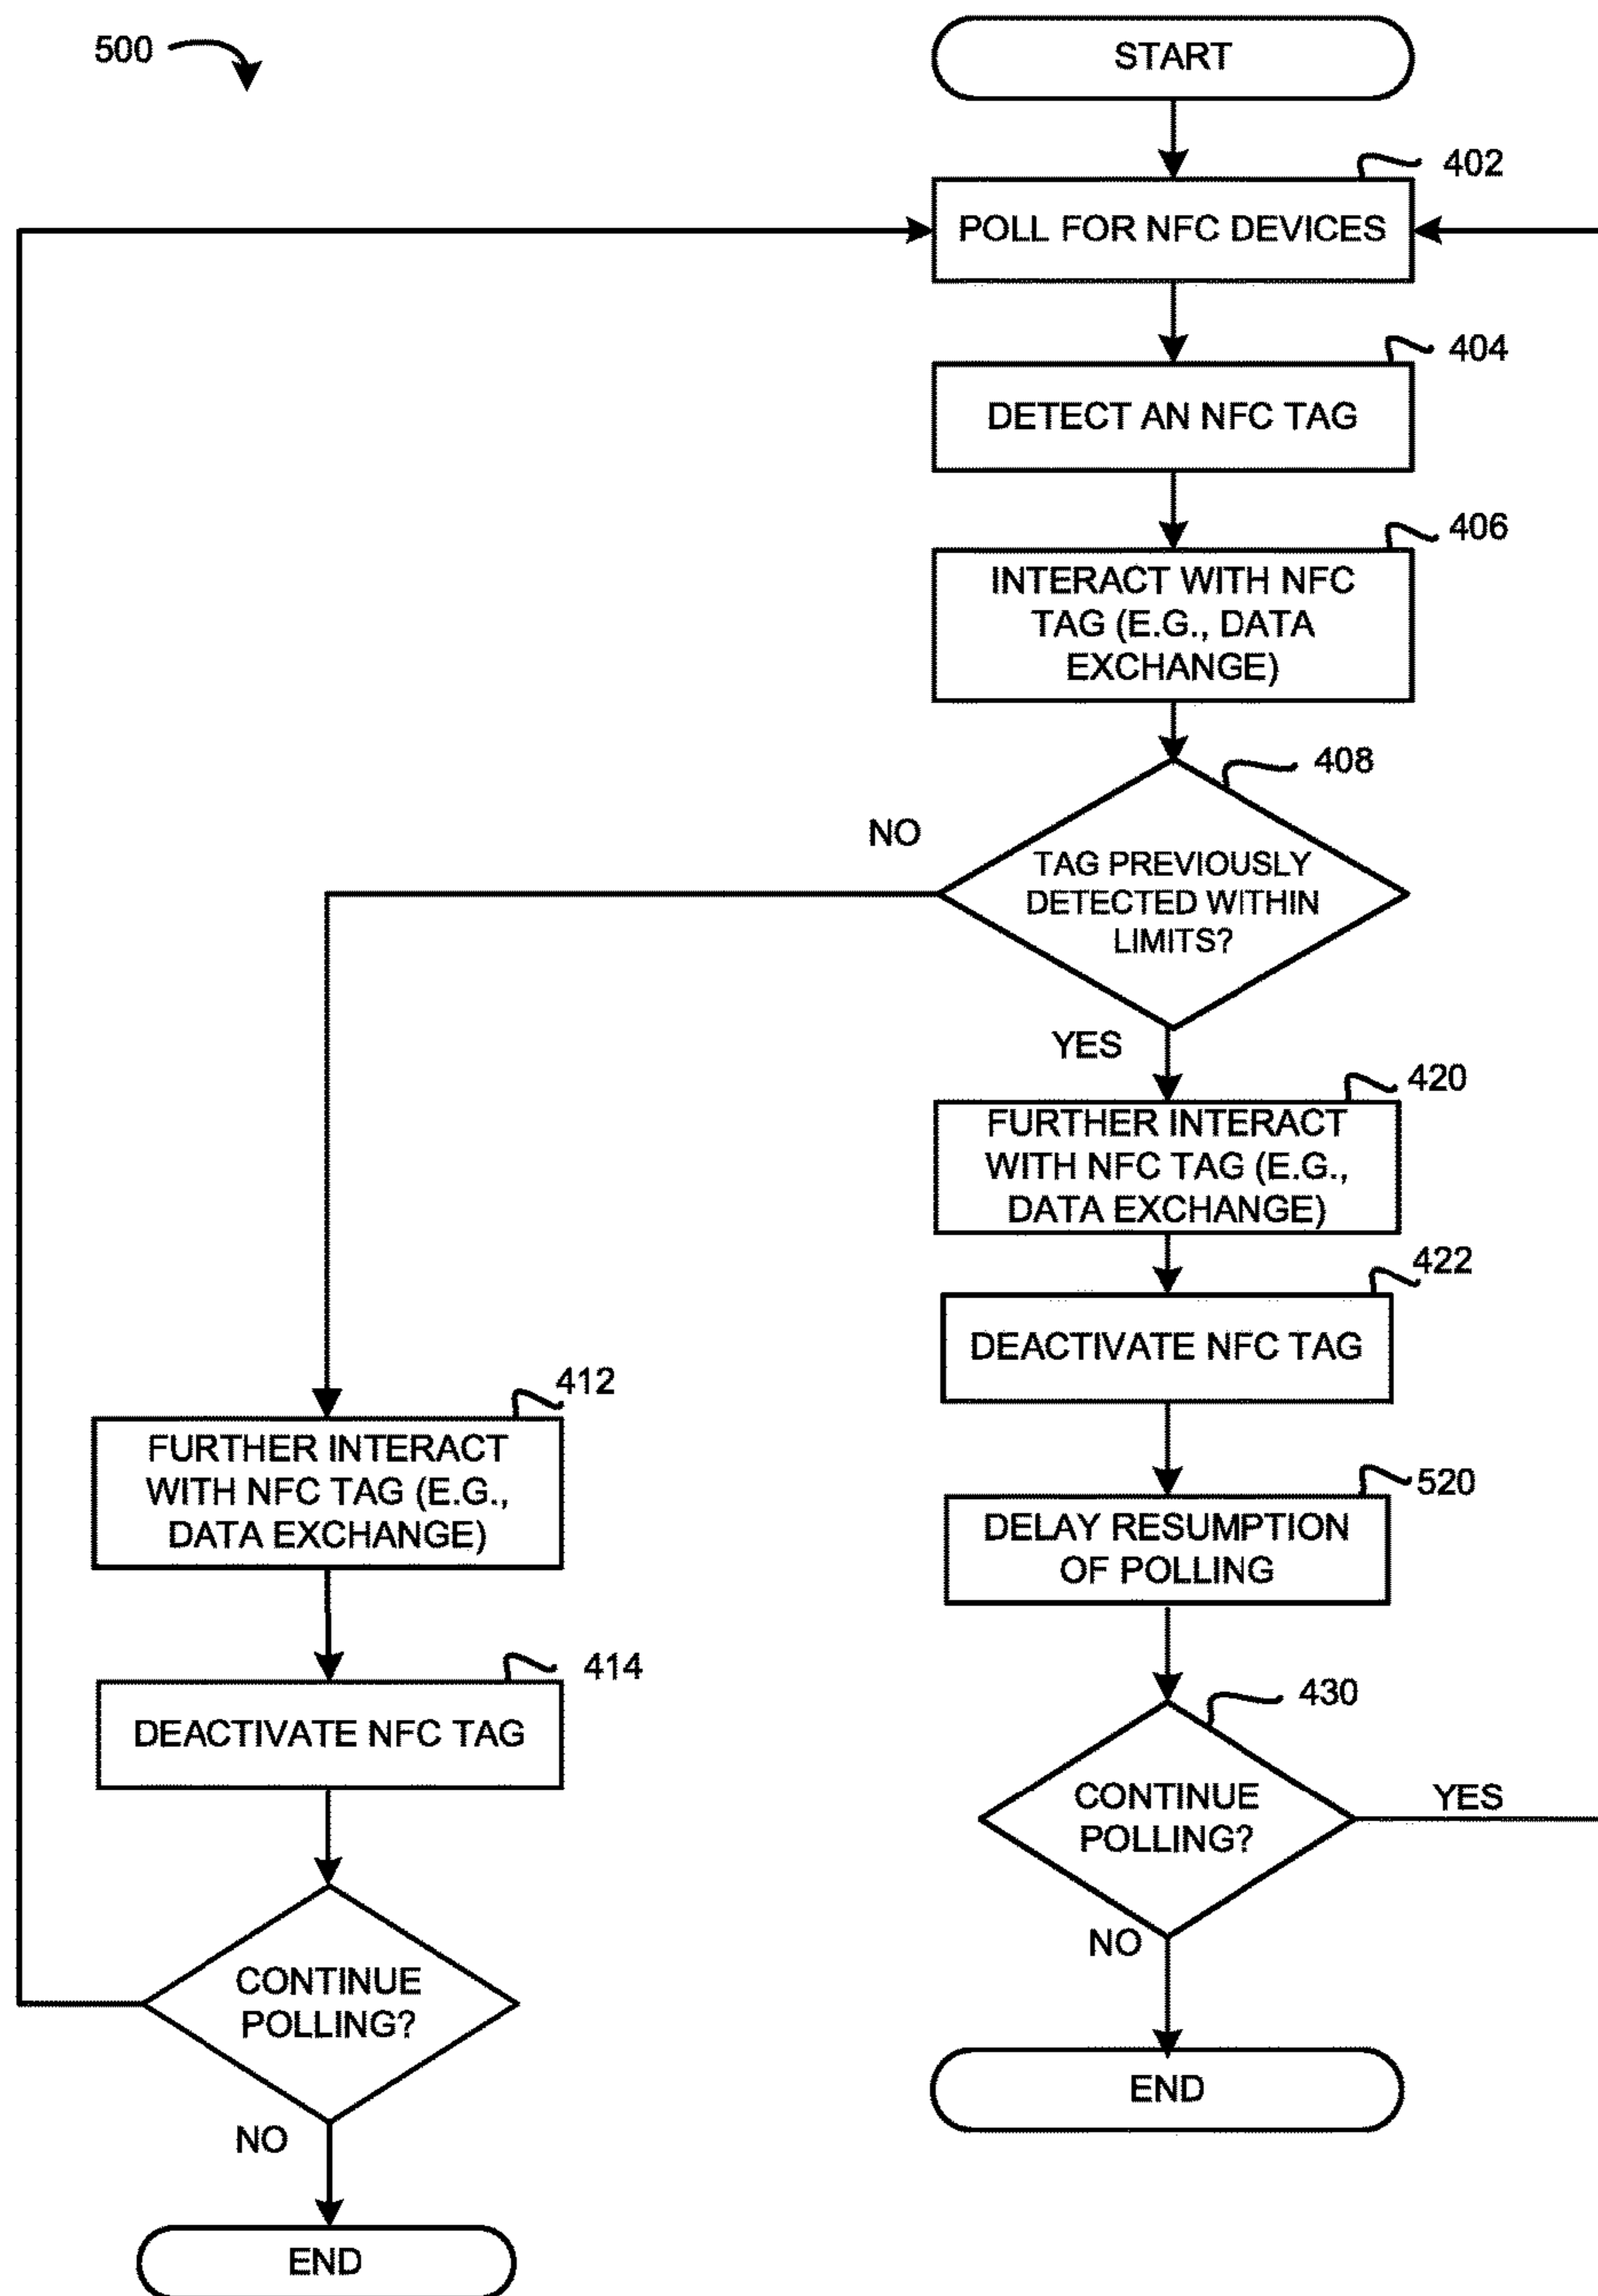 500
START
402
POLL FOR NFC DEVICES
404
DETECT AN NFC TAG
406
INTERACT WITH NFC
TAG (E.G., DATA
EXCHANGE)
408
NO
TAG PREVIOUSLY
DETECTED WITHIN
LIMITS?
YES
420
FURTHER INTERACT
WITH NFC TAG (E.G.,
DATA EXCHANGE)
422
DEACTIVATE NFC TAG
520
DELAY RESUMPTION
OF POLLING
430
CONTINUE
POLLING?
YES
NO
END
412
FURTHER INTERACT
WITH NFC TAG (E.G.,
DATA EXCHANGE)
414
DEACTIVATE NFC TAG
CONTINUE
POLLING?
NO
END